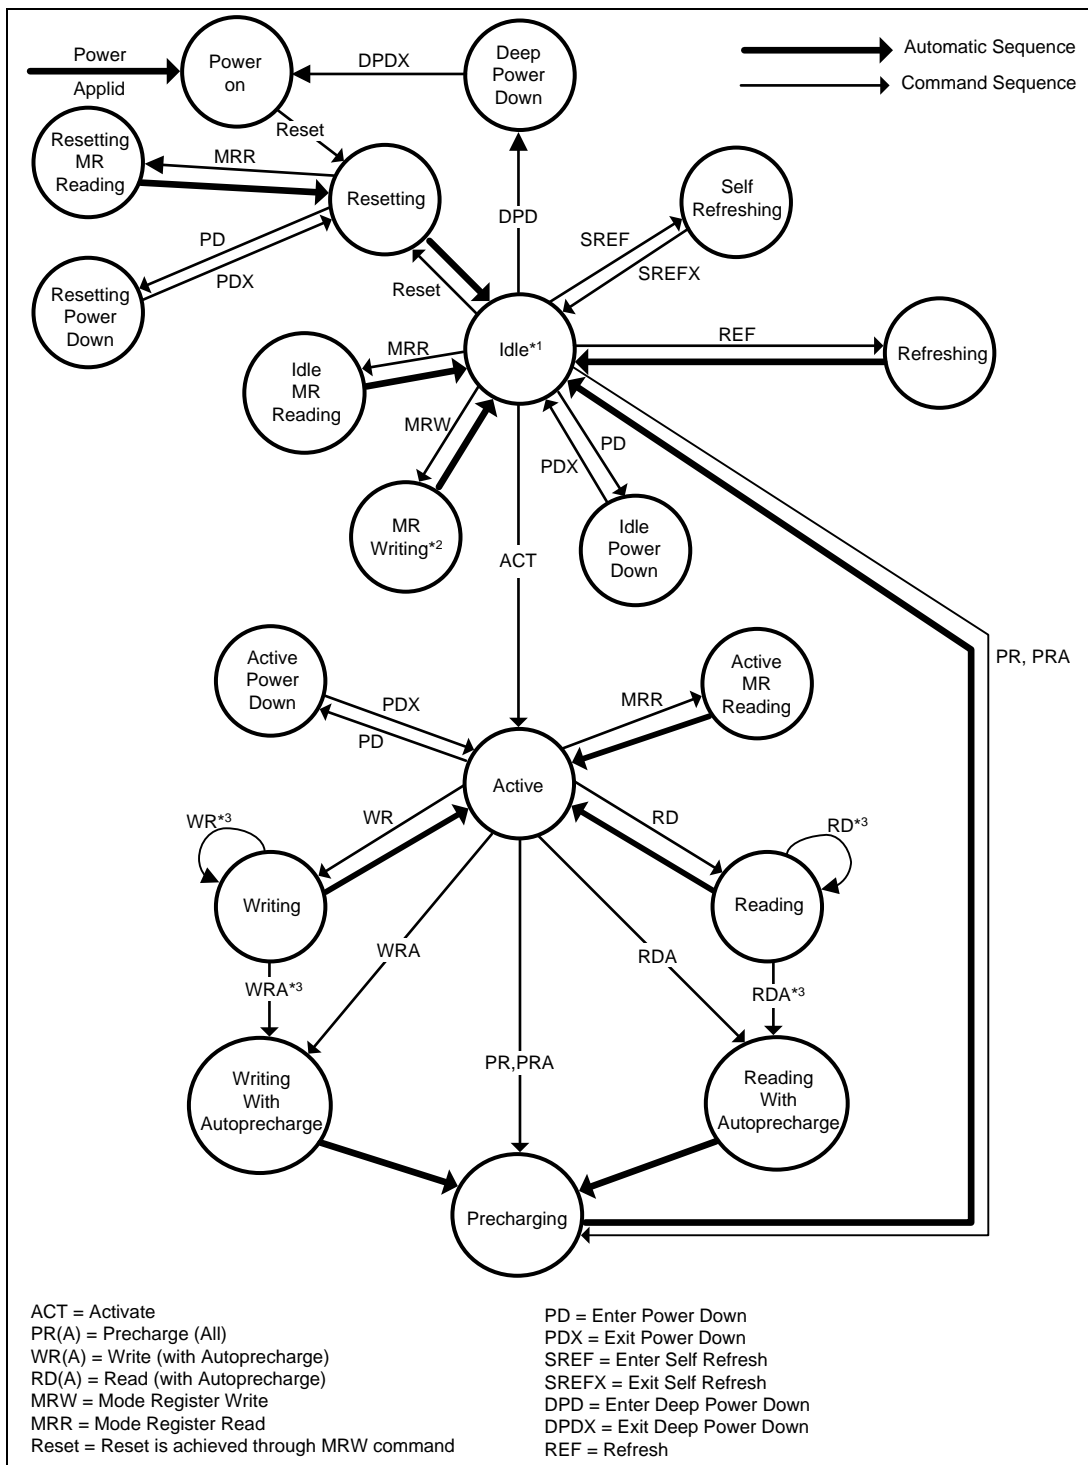 Power
Applid
Power
on
DPDX
Deep
Power
Down
Automatic Sequence
Command Sequence
Reset
Resetting
MR
Reading
MRR
Resetting
Self
Refreshing
DPD
SREF
SREFX
PD
PDX
Reset
Resetting
Power
Down
Idle*1
REF
Refreshing
MRR
Idle
MR
Reading
MRW
PD
PDX
MR
Writing*2
Idle
Power
Down
ACT
PR, PRA
Active
Power
Down
PDX
PD
MRR
Active
MR
Reading
Active
WR*3
WR
RD
RD*3
Writing
Reading
WRA
RDA
WRA*3
RDA*3
PR,PRA
Writing
With
Autoprecharge
Reading
With
Autoprecharge
Precharging
ACT = Activate
PR(A) = Precharge (All)
WR(A) = Write (with Autoprecharge)
RD(A) = Read (with Autoprecharge)
MRW = Mode Register Write
MRR = Mode Register Read
Reset = Reset is achieved through MRW command
PD = Enter Power Down
PDX = Exit Power Down
SREF = Enter Self Refresh
SREFX = Exit Self Refresh
DPD = Enter Deep Power Down
DPDX = Exit Deep Power Down
REF = Refresh